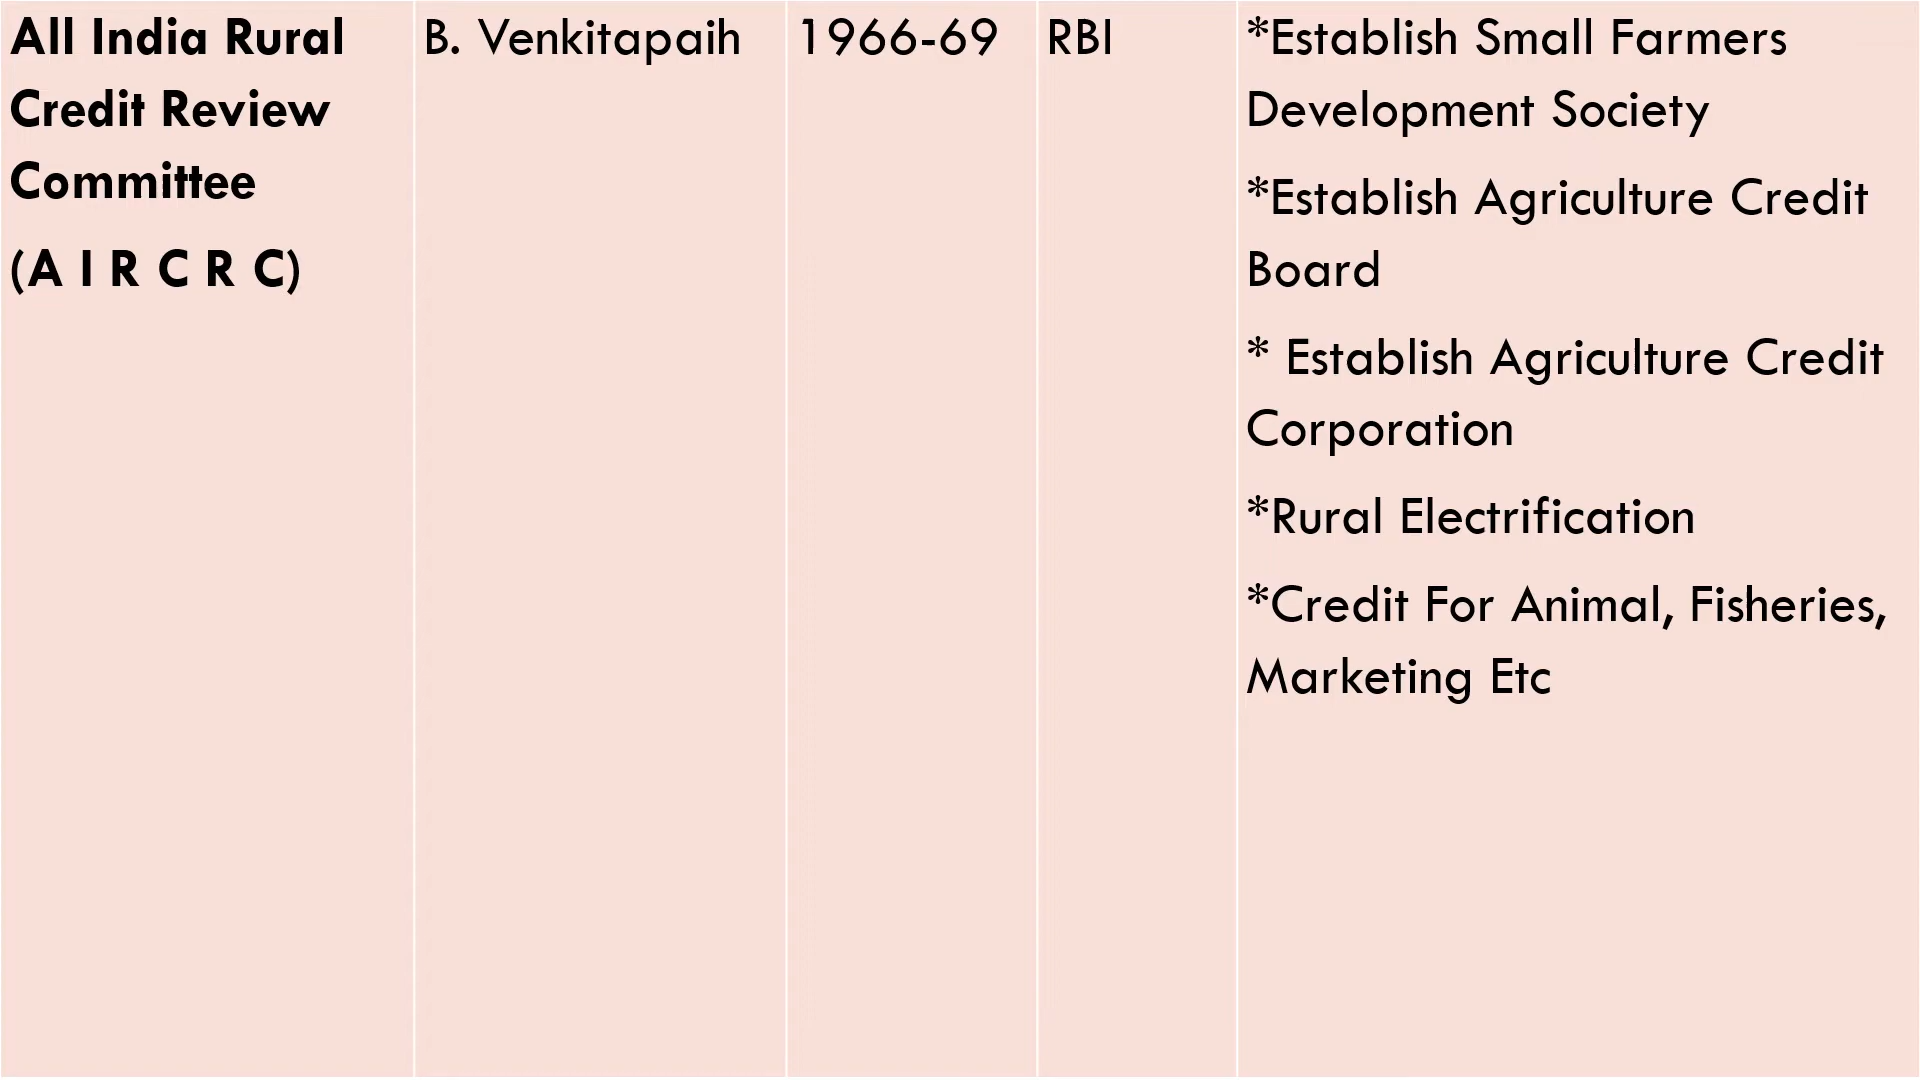 All India Rural
Credit Review
Committee
(A I R C R C)
B. Venkitapaih
1966-69
RBI
*Establish Small Farmers
Development Society
*Establish Agriculture Credit
Board
* Establish Agriculture Credit
Corporation
*Rural Electrification
*Credit For Animal, Fisheries,
Marketing Etc